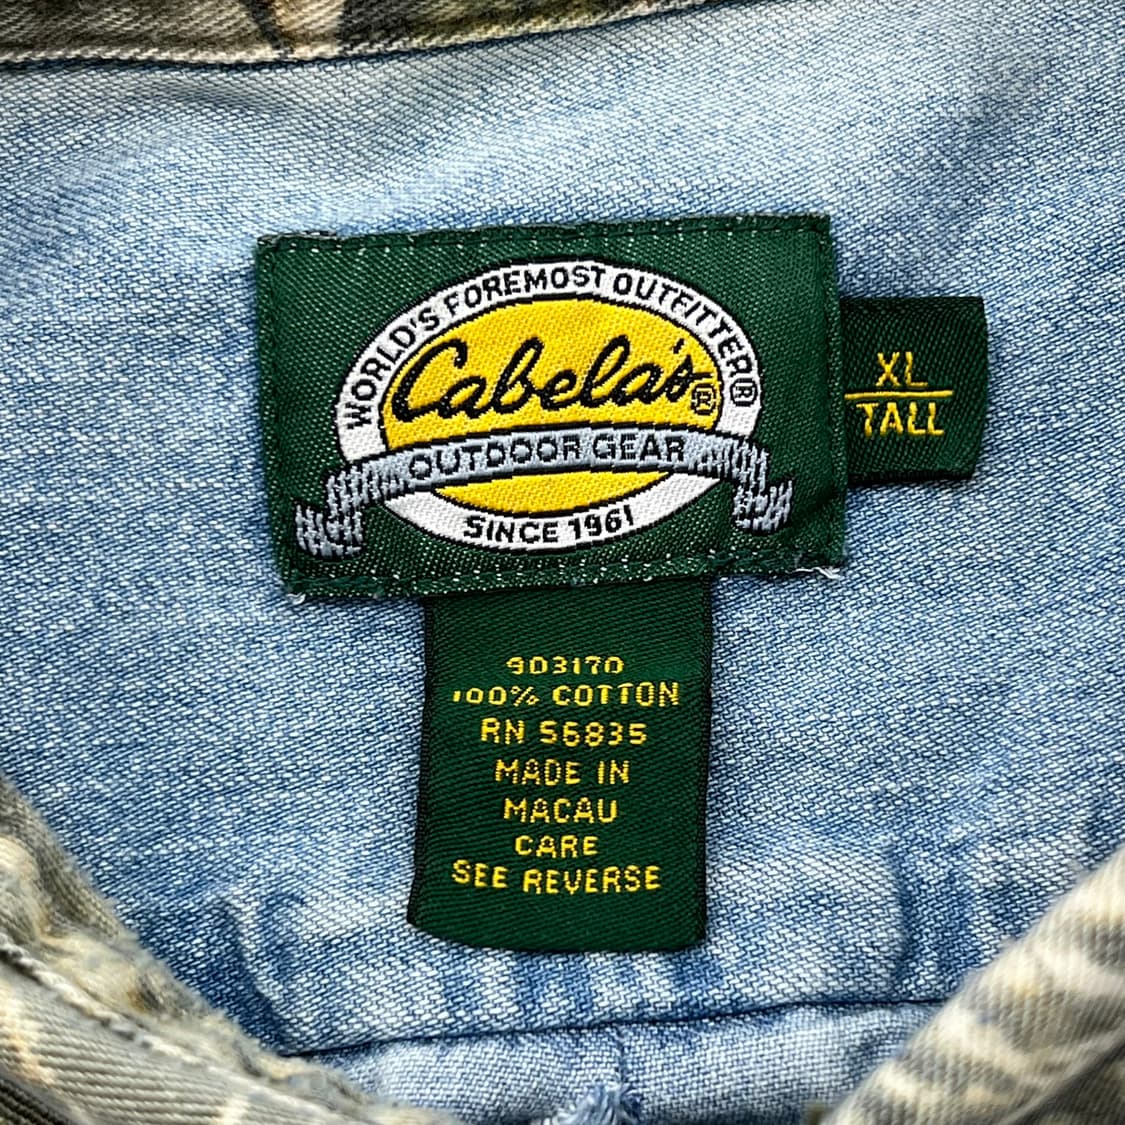 WORLD'S FOREMOST OUTFITTER®
Cabela's®
OUTDOOR GEAR
SINCE 1961
XL
TALL
903170
100% COTTON
RN 56835
MADE IN
MACAU
CARE
SEE REVERSE